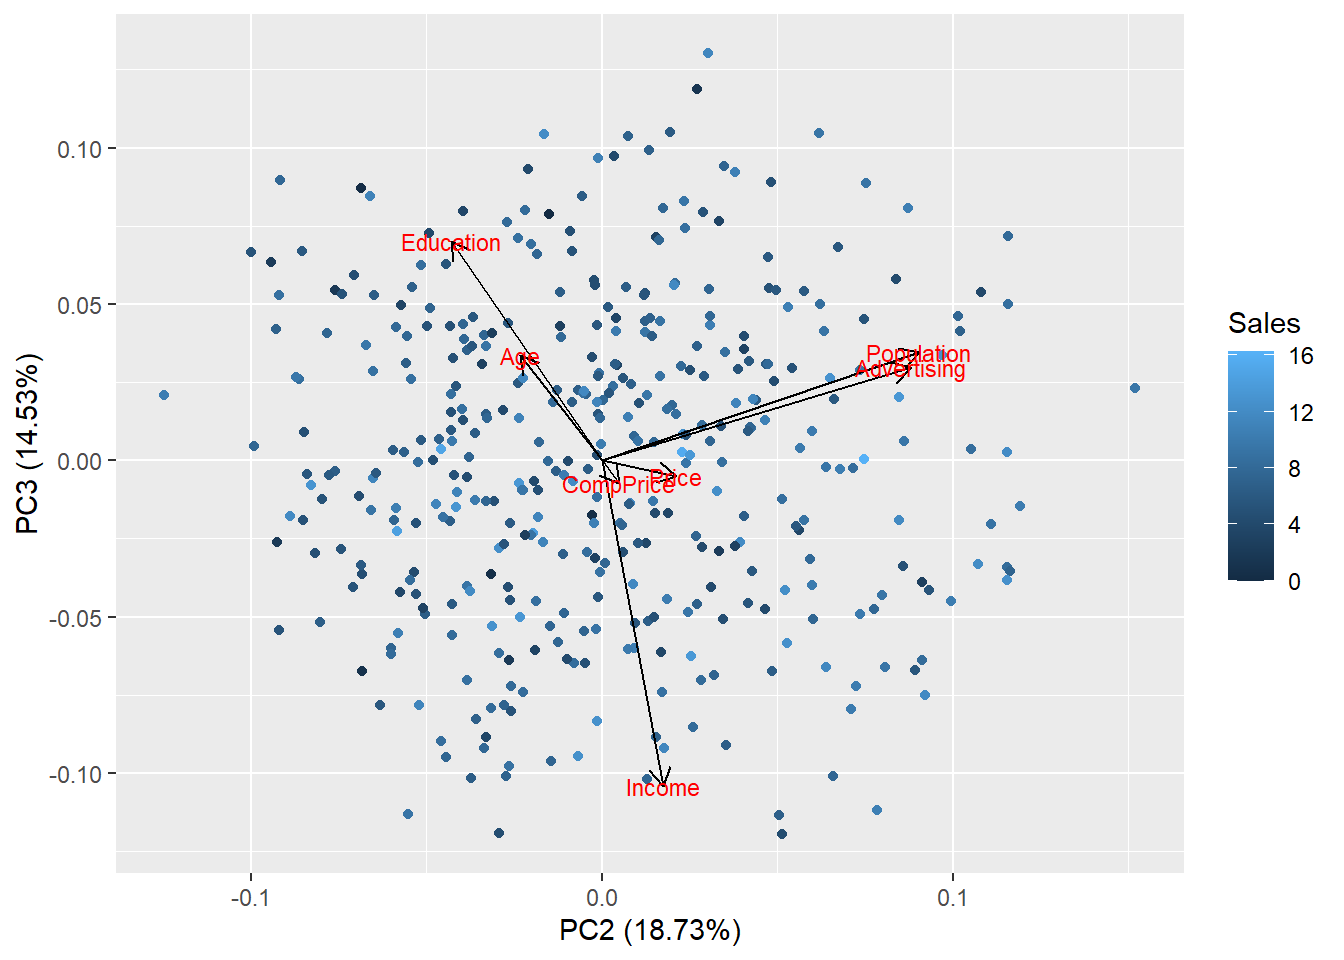 0.10
0.05
0.00
-0.05
-0.10
PC3 (14.53%)
Education
Age
Population
Advertising
Price
CompPrice
Income
-0.1
0.0
0.1
PC2 (18.73%)
Sales
16
12
8
4
0